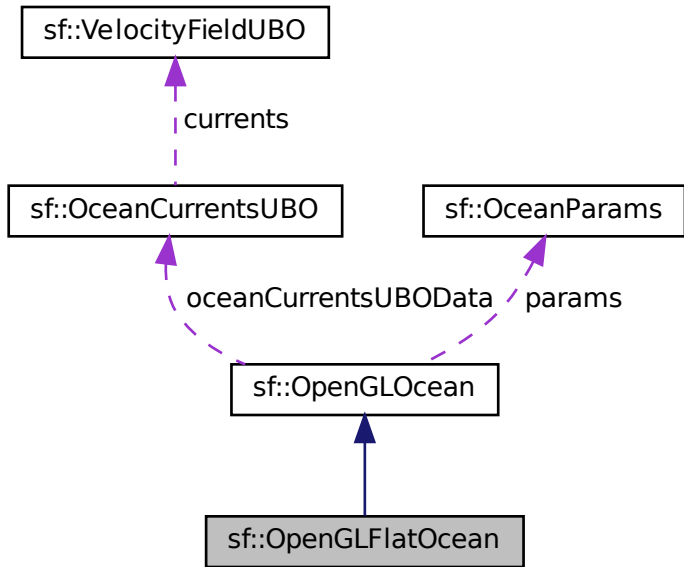 sf::VelocityFieldUBO
currents
sf::OceanCurrentsUBO
sf::OceanParams
oceanCurrentsUBOData
params
sf::OpenGLOcean
sf::OpenGLFlatOcean